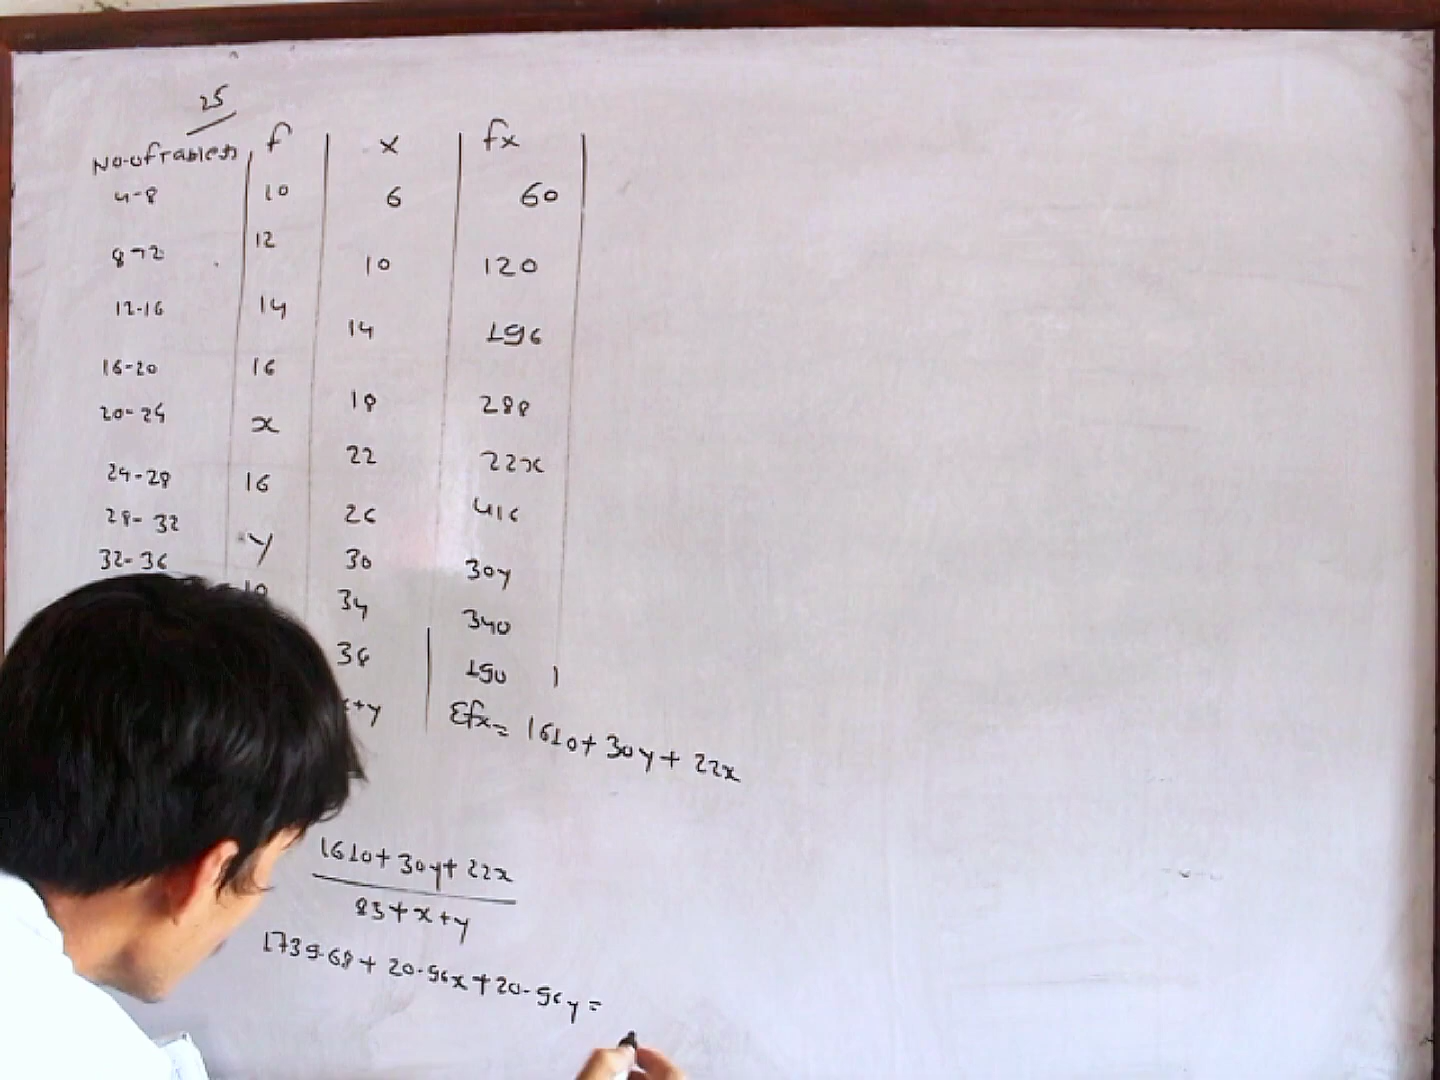 25
No-of tablets f x fx
4-8 10 6 60
8-12 12 10 120
12-16 14 14 196
16-20 16 18 288
20-24 x 22 22x
24-28 16 26 416
28-32 y 30 30y
32-36 10 34 340
36 190
x+y Σfx= 1610+30y+22x
1610+30y+22x
83+x+y
1739.68+20.96x+20.96y=